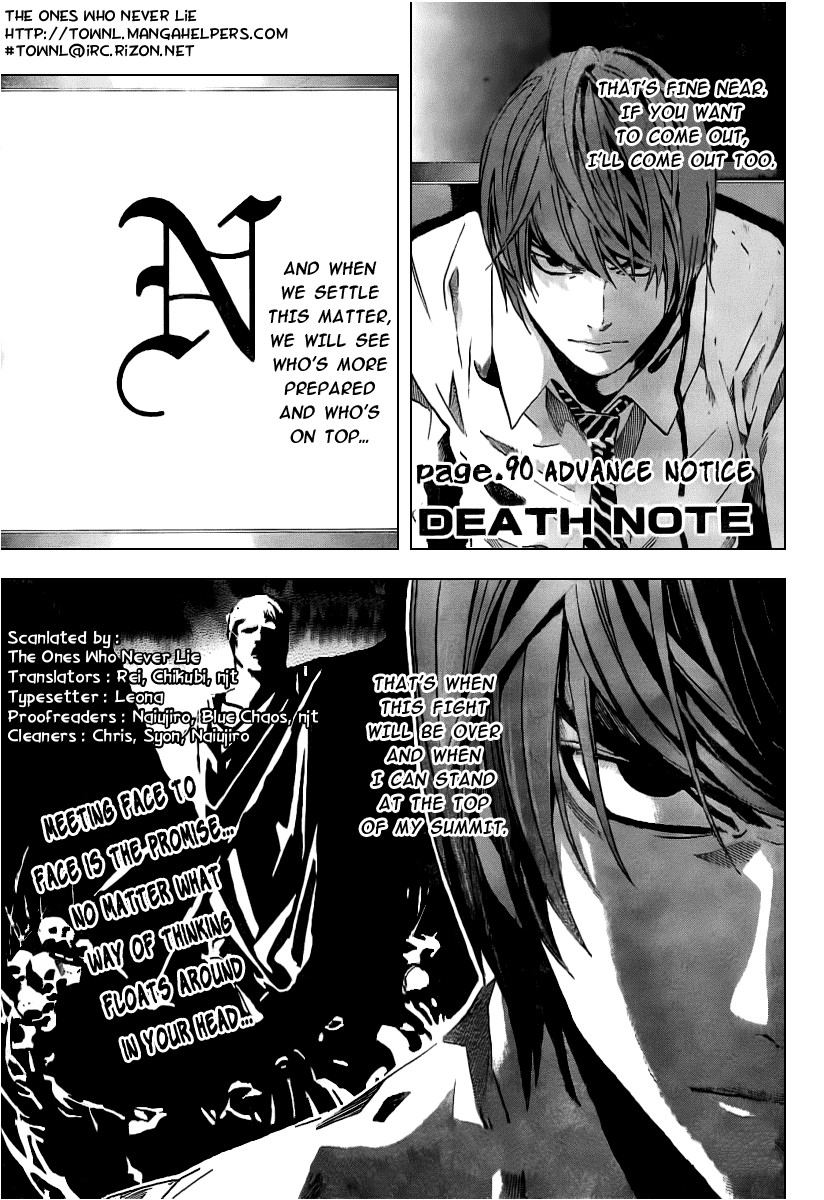 THE ONES WHO NEVER LIE
HTTP://TOWNL.MANGAHELPERS.COM
#TOWNL@IRC.RIZON.NET
THAT'S FINE NEAR.
IF YOU WANT
TO COME OUT,
I'LL COME OUT TOO.
page.90 ADVANCE NOTICE
DEATH NOTE
N
AND WHEN
WE SETTLE
THIS MATTER,
WE WILL SEE
WHO'S MORE
PREPARED
AND WHO'S
ON TOP...
THAT'S WHEN
THIS FIGHT
WILL BE OVER
AND WHEN
I CAN STAND
AT THE TOP
OF MY SUMMIT.
Scanlated by :
The Ones Who Never Lie
Translators : Rei, Chikubi, njt
Typesetter : Leona
Proofreaders : Naiujiro, Blue Chaos, njt
Cleaners : Chris, Syon, Naiujiro
MEETING FACE TO
FACE IS THE PROMISE...
NO MATTER WHAT
WAY OF THINKING
FLOATS AROUND
IN YOUR HEAD...